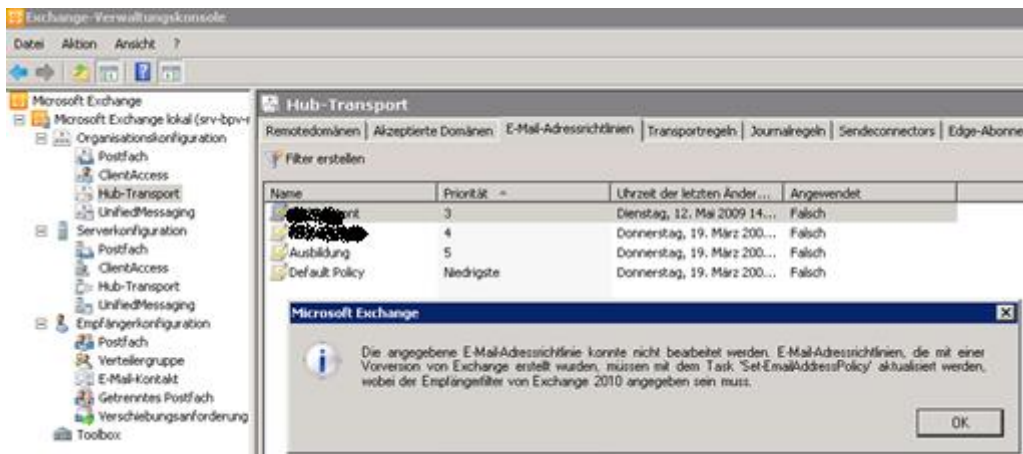 Exchange-Verwaltungskonsole
Datei Aktion Ansicht ?
Microsoft Exchange
Microsoft Exchange lokal (srv-bpv-
Organisationskonfiguration
Postfach
ClientAccess
Hub-Transport
UnifiedMessaging
Serverkonfiguration
Postfach
ClientAccess
Hub-Transport
UnifiedMessaging
Empfängerkonfiguration
Postfach
Verteilergruppe
E-Mail-Kontakt
Getrenntes Postfach
Verschiebungsanforderung
Toolbox
Hub-Transport
Remotedomänen Akzeptierte Domänen E-Mail-Adressrichtlinien Transportregeln Journalregeln Sendeconnectors Edge-Abonne
Filter erstellen
Name Priorität Uhrzeit der letzten Änder... Angewendet
3 Dienstag, 12. Mai 2009 14... Falsch
4 Donnerstag, 19. März 200... Falsch
Ausbildung 5 Donnerstag, 19. März 200... Falsch
Default Policy Niedrigste Donnerstag, 19. März 200... Falsch
Microsoft Exchange
Die angegebene E-Mail-Adressrichtlinie konnte nicht bearbeitet werden. E-Mail-Adressrichtlinien, die mit einer
Vorversion von Exchange erstellt wurden, müssen mit dem Task 'Set-EmailAddressPolicy' aktualisiert werden,
wobei der Empfängerfilter von Exchange 2010 angegeben sein muss.
OK